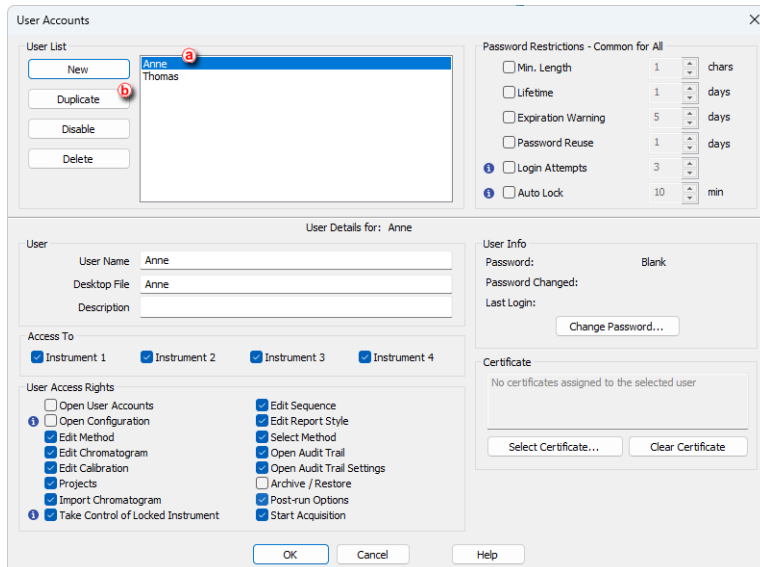 User Accounts
User List
New
Duplicate
Disable
Delete
a
b
Anne
Thomas
Password Restrictions - Common for All
Min. Length 1 chars
Lifetime 1 days
Expiration Warning 5 days
Password Reuse 1 days
Login Attempts 3
Auto Lock 10 min
User Details for: Anne
User
User Name Anne
Desktop File Anne
Description
User Info
Password: Blank
Password Changed:
Last Login:
Change Password...
Access To
Instrument 1 Instrument 2 Instrument 3 Instrument 4
Certificate
No certificates assigned to the selected user
Select Certificate... Clear Certificate
User Access Rights
Open User Accounts
Open Configuration
Edit Method
Edit Chromatogram
Edit Calibration
Projects
Import Chromatogram
Take Control of Locked Instrument
Edit Sequence
Edit Report Style
Select Method
Open Audit Trail
Open Audit Trail Settings
Archive / Restore
Post-run Options
Start Acquisition
OK Cancel Help